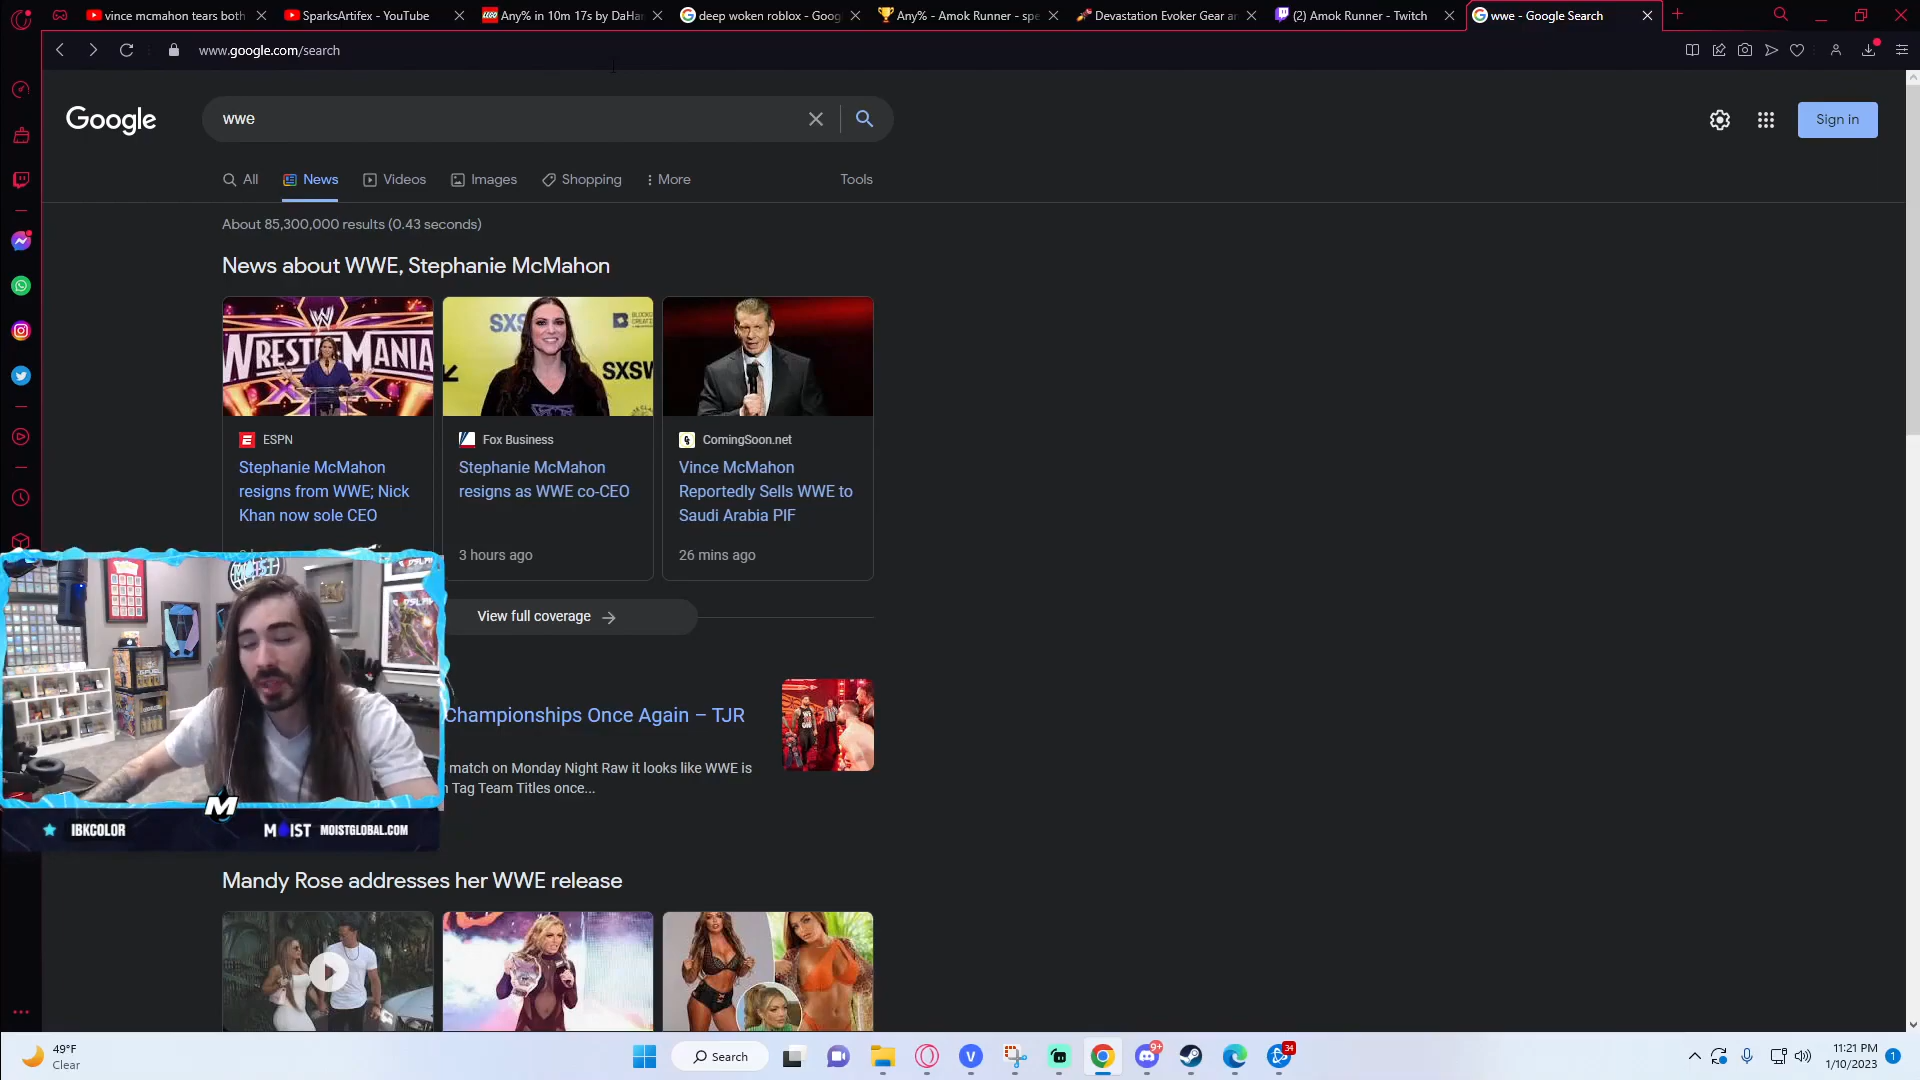 vince mcmahon tears both
SparksArtifex - YouTube
Any% in 10m 17s by DaHa
deep woken roblox - Goog
Any% - Amok Runner - spe
Devastation Evoker Gear an
(2) Amok Runner - Twitch
wwe - Google Search
www.google.com/search
Google
wwe
Sign in
All
News
Videos
Images
Shopping
More
Tools
About 85,300,000 results (0.43 seconds)
News about WWE, Stephanie McMahon
W
WRESTLEMANIA
SXS
SXSW
ESPN
Stephanie McMahon
resigns from WWE; Nick
Khan now sole CEO
Fox Business
Stephanie McMahon
resigns as WWE co-CEO
3 hours ago
ComingSoon.net
Vince McMahon
Reportedly Sells WWE to
Saudi Arabia PIF
26 mins ago
View full coverage
Championships Once Again – TJR
match on Monday Night Raw it looks like WWE is
Tag Team Titles once...
M
IBKCOLOR
MOIST
MOISTGLOBAL.COM
Mandy Rose addresses her WWE release
49°F
Clear
Search
9+
34
11:21 PM
1/10/2023
1